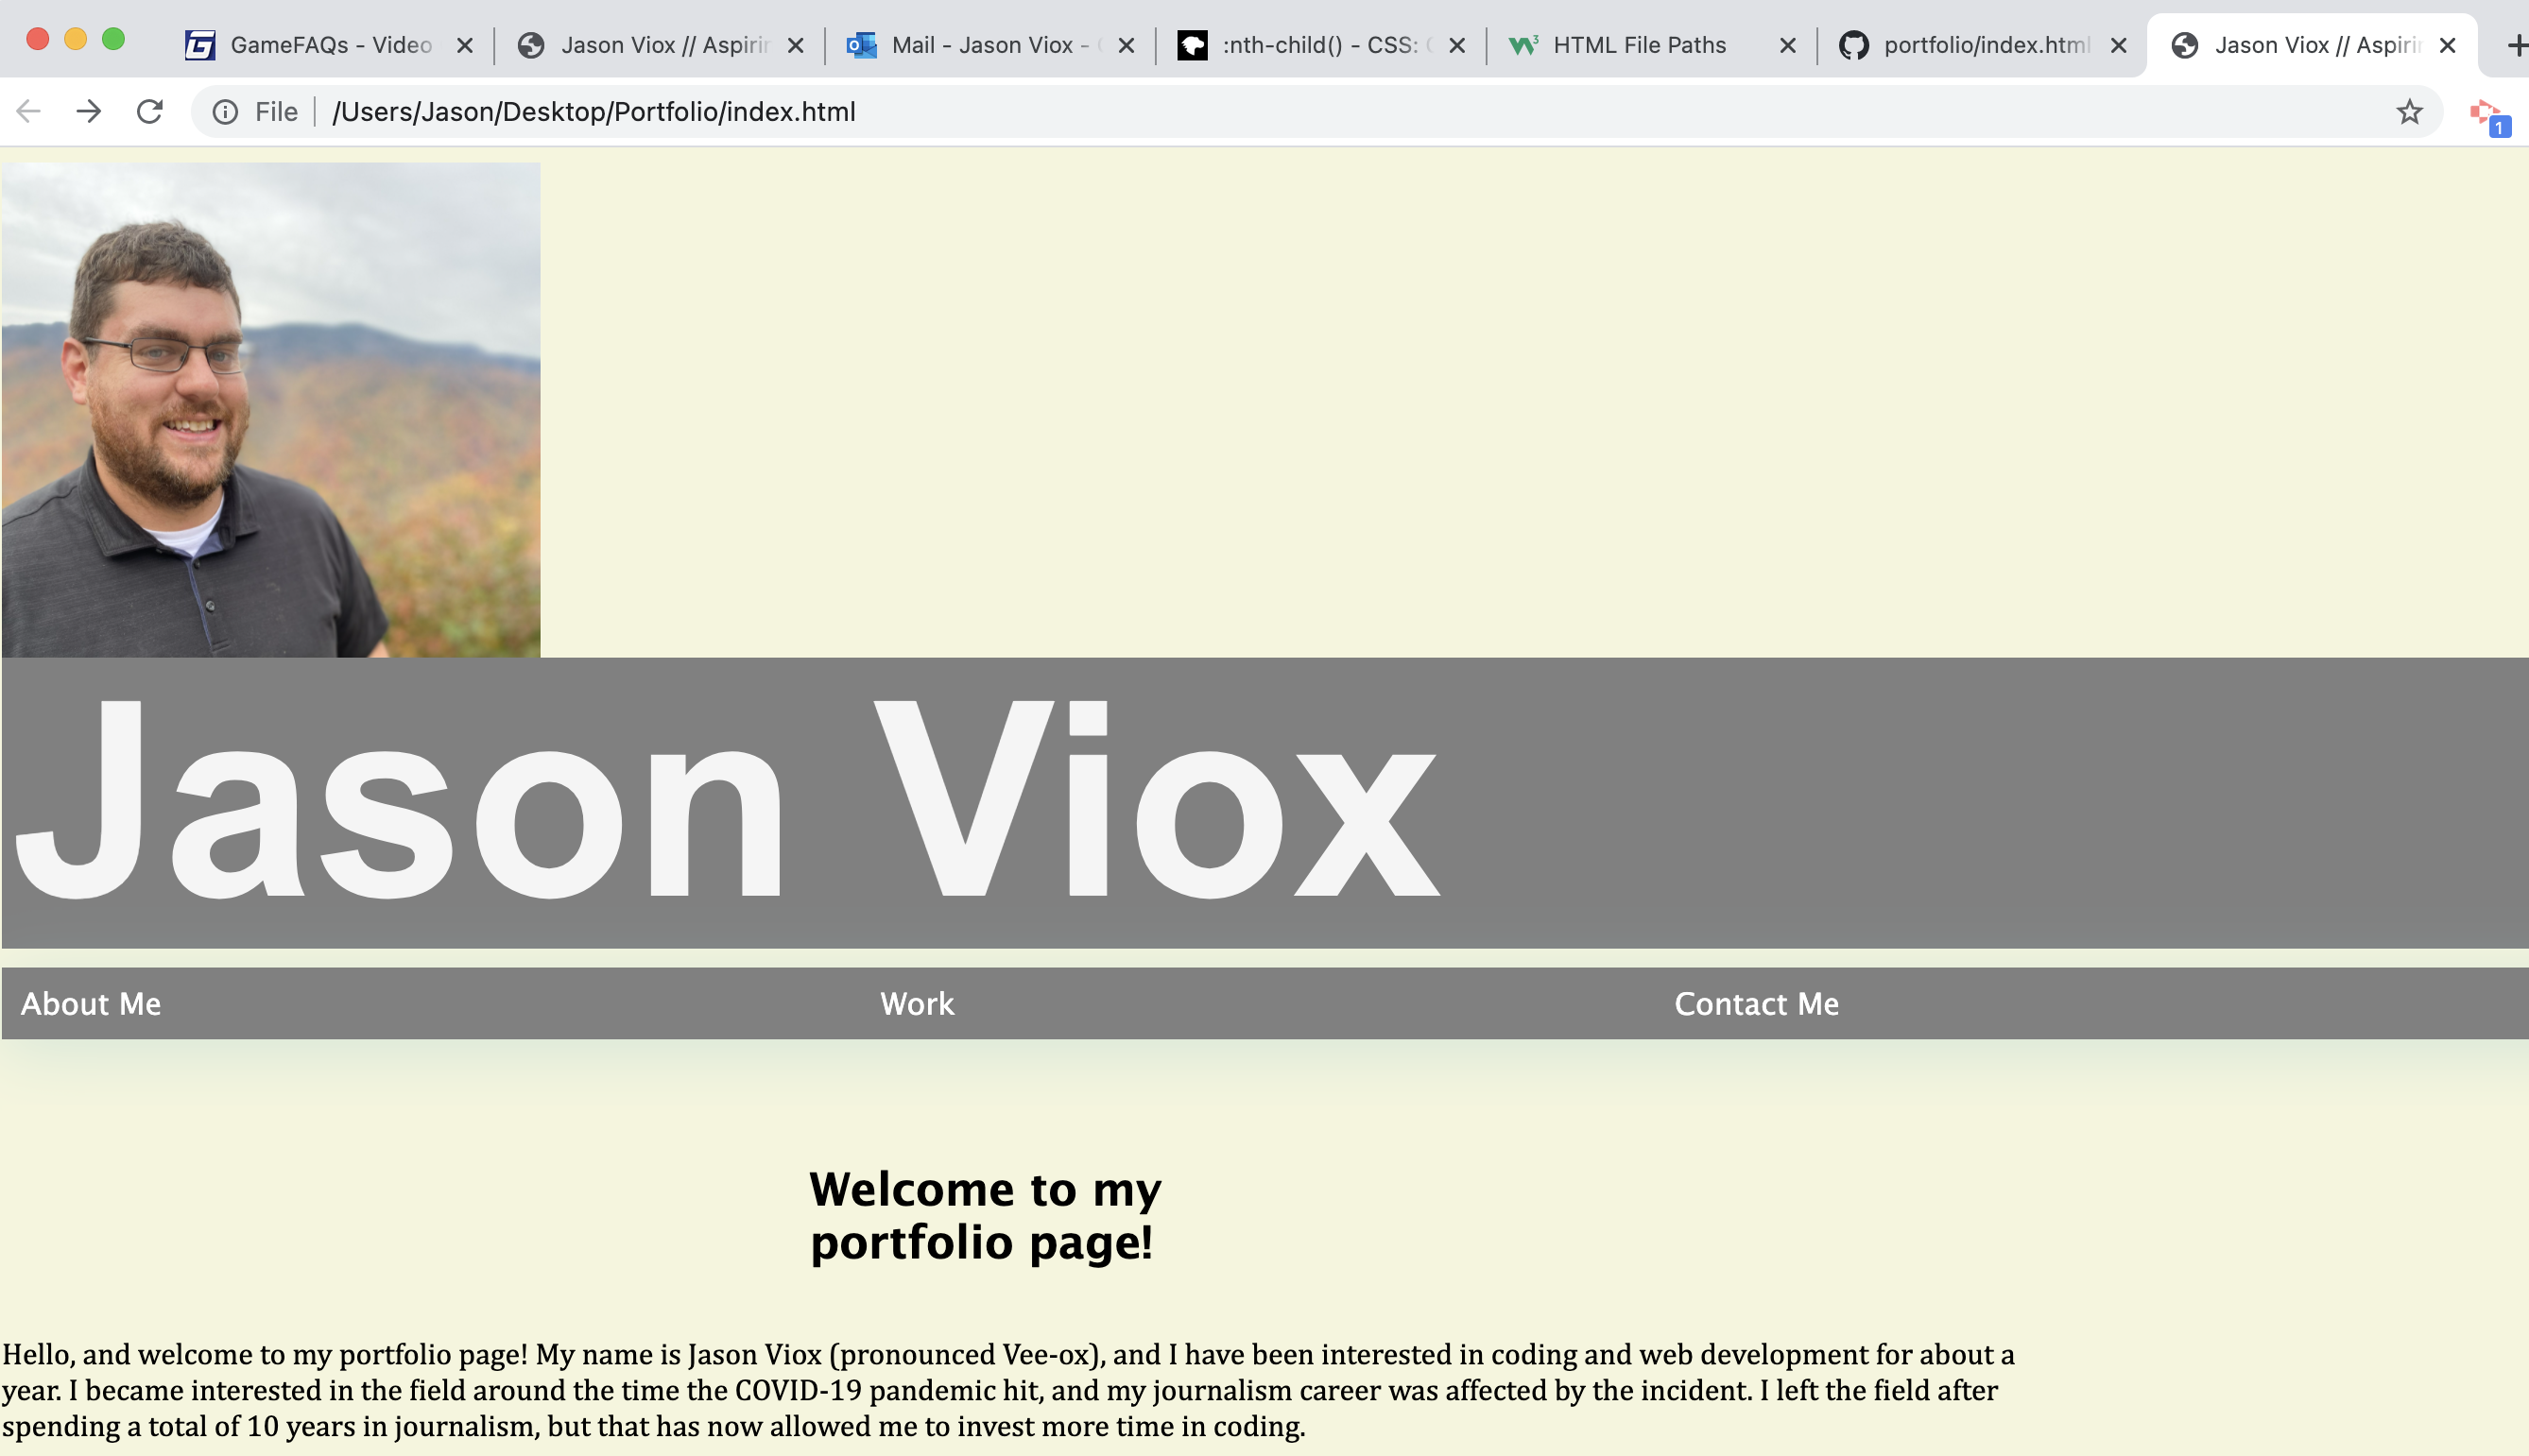 GameFAQs - Video
Jason Viox // Aspirin
Mail - Jason Viox -
:nth-child() - CSS:
HTML File Paths
portfolio/index.html
Jason Viox // Aspirin
File
/Users/Jason/Desktop/Portfolio/index.html
1
Jason Viox
About Me
Work
Contact Me
Welcome to my
portfolio page!
Hello, and welcome to my portfolio page! My name is Jason Viox (pronounced Vee-ox), and I have been interested in coding and web development for about a
year. I became interested in the field around the time the COVID-19 pandemic hit, and my journalism career was affected by the incident. I left the field after
spending a total of 10 years in journalism, but that has now allowed me to invest more time in coding.